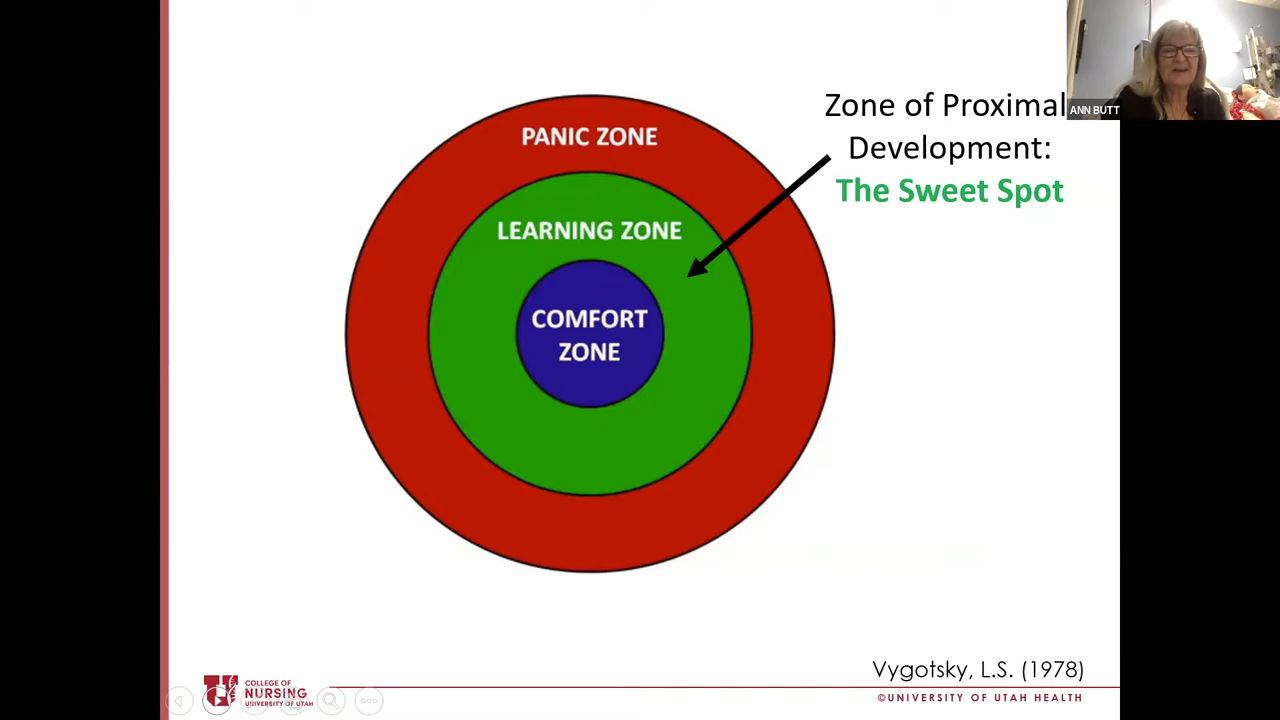 ANN BUTT
Zone of Proximal
Development:
The Sweet Spot
PANIC ZONE
LEARNING ZONE
COMFORT
ZONE
Vygotsky, L.S. (1978)
COLLEGE OF
NURSING
UNIVERSITY OF UTAH
©UNIVERSITY OF UTAH HEALTH